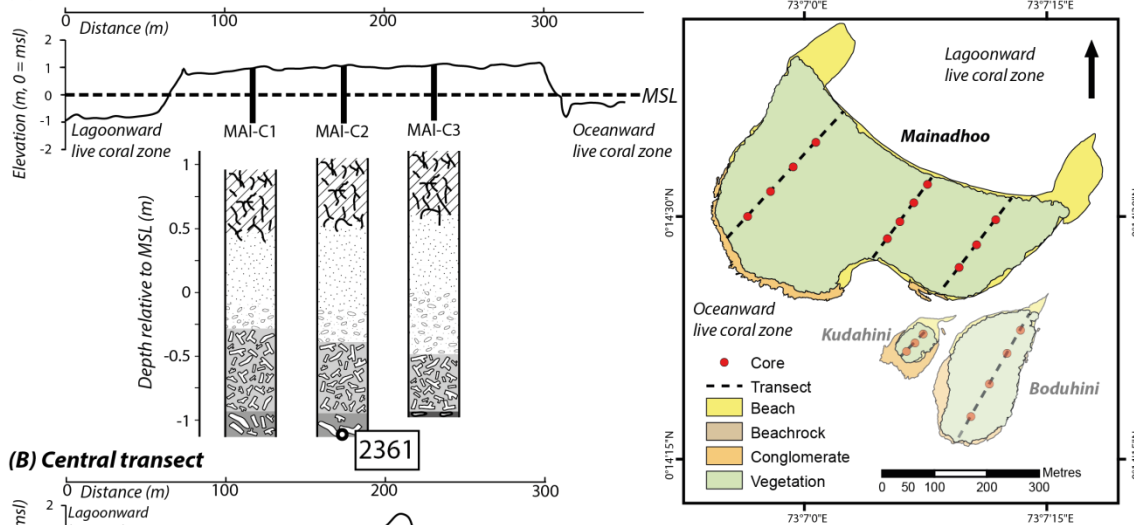 0 100 200 300
Distance (m)
2
1
0
-1
-2
Elevation (m, 0 = msl)
MSL
Lagoonward
live coral zone
MAI-C1
MAI-C2
MAI-C3
Oceanward
live coral zone
1
0.5
0
-0.5
-1
Depth relative to MSL (m)
2361
(B) Central transect
0 100 200 300
Distance (m)
2
Lagoonward
msl)
73°7'0"E 73°7'15"E
Lagoonward
live coral zone
Mainadhoo
0°14'30"N
Oceanward
live coral zone
Kudahini
Boduhini
Core
Transect
Beach
Beachrock
Conglomerate
Vegetation
Metres
0 50 100 200 300
0°14'15"N
73°7'0"E 73°7'15"E